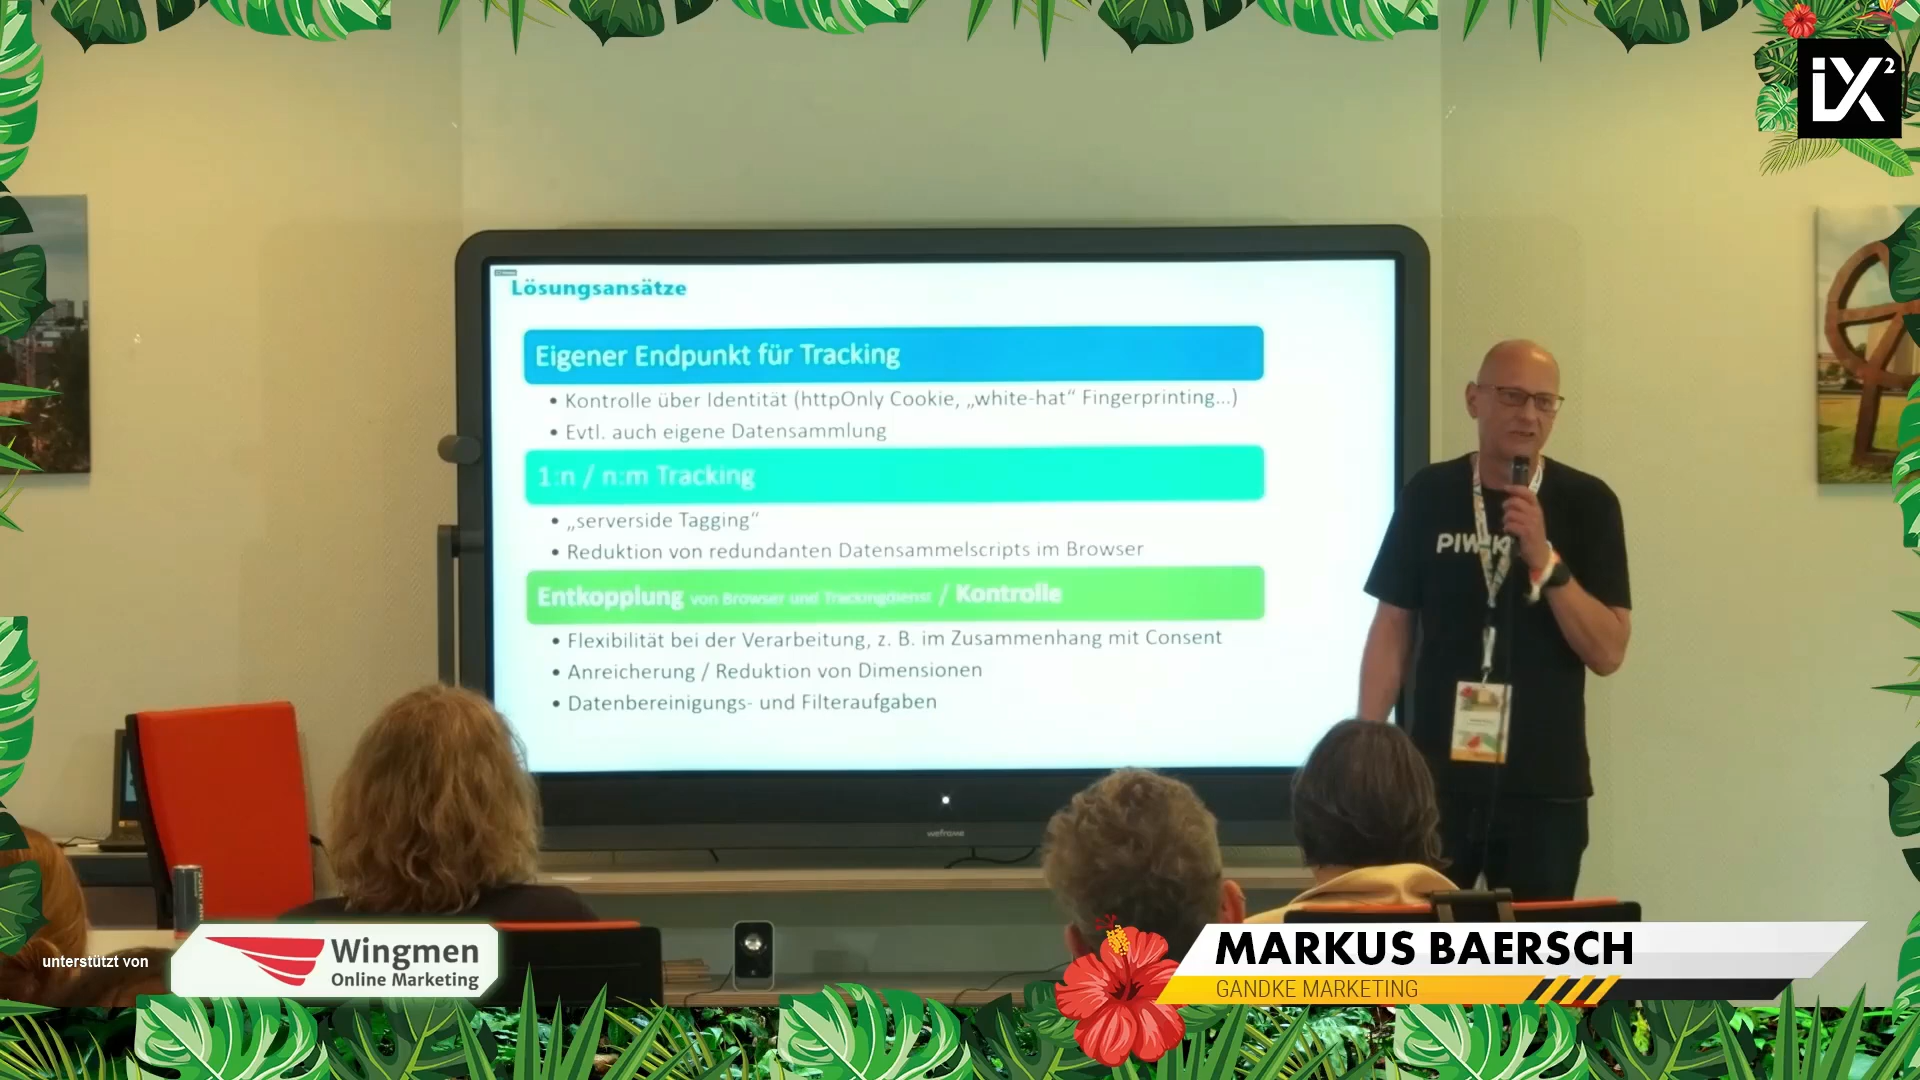 iX²
Lösungsansätze
Eigener Endpunkt für Tracking
• Kontrolle über Identität (httpOnly Cookie, „white-hat“ Fingerprinting...)
• Evtl. auch eigene Datensammlung
1:n / n:m Tracking
• „serverside Tagging“
• Reduktion von redundanten Datensammelscripts im Browser
Entkopplung von Browser und Trackingdienst / Kontrolle
• Flexibilität bei der Verarbeitung, z. B. im Zusammenhang mit Consent
• Anreicherung / Reduktion von Dimensionen
• Datenbereinigungs- und Filteraufgaben
weframe
unterstützt von
Wingmen
Online Marketing
MARKUS BAERSCH
GANDKE MARKETING